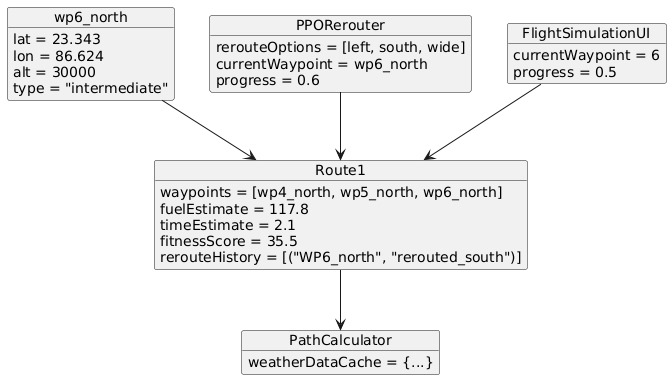 wp6_north
lat = 23.343
lon = 86.624
alt = 30000
type = "intermediate"
PPORerouter
rerouteOptions = [left, south, wide]
currentWaypoint = wp6_north
progress = 0.6
FlightSimulationUI
currentWaypoint = 6
progress = 0.5
Route1
waypoints = [wp4_north, wp5_north, wp6_north]
fuelEstimate = 117.8
timeEstimate = 2.1
fitnessScore = 35.5
rerouteHistory = [("WP6_north", "rerouted_south")]
PathCalculator
weatherDataCache = {...}